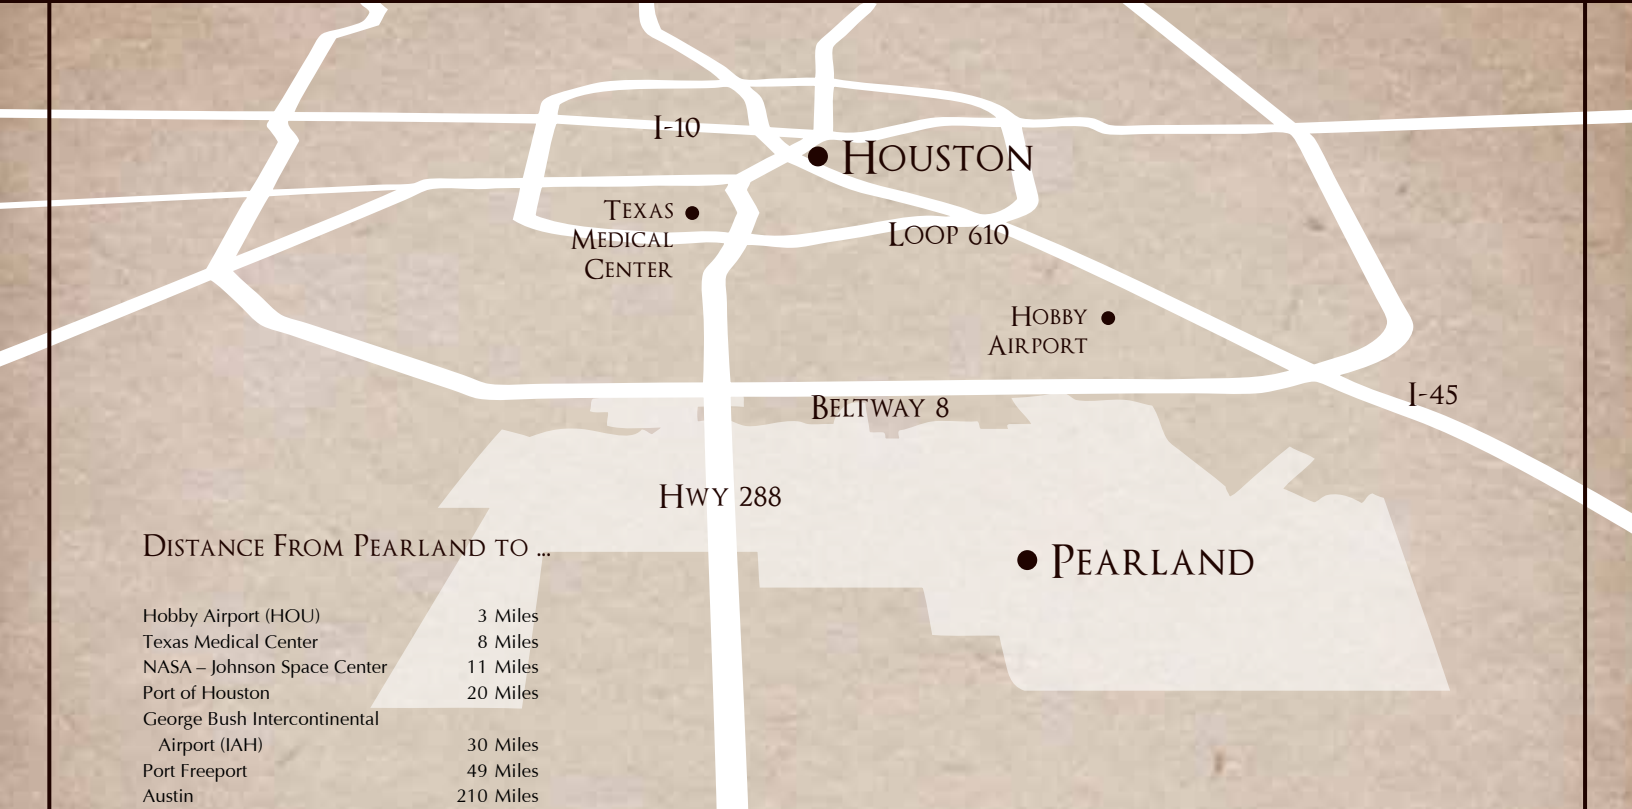 I-10
Houston
Texas
Medical
Center
Loop 610
Hobby
Airport
I-45
Beltway 8
Hwy 288
Pearland
Distance From Pearland to ...
Hobby Airport (HOU) 3 Miles
Texas Medical Center 8 Miles
NASA – Johnson Space Center 11 Miles
Port of Houston 20 Miles
George Bush Intercontinental
Airport (IAH) 30 Miles
Port Freeport 49 Miles
Austin 210 Miles